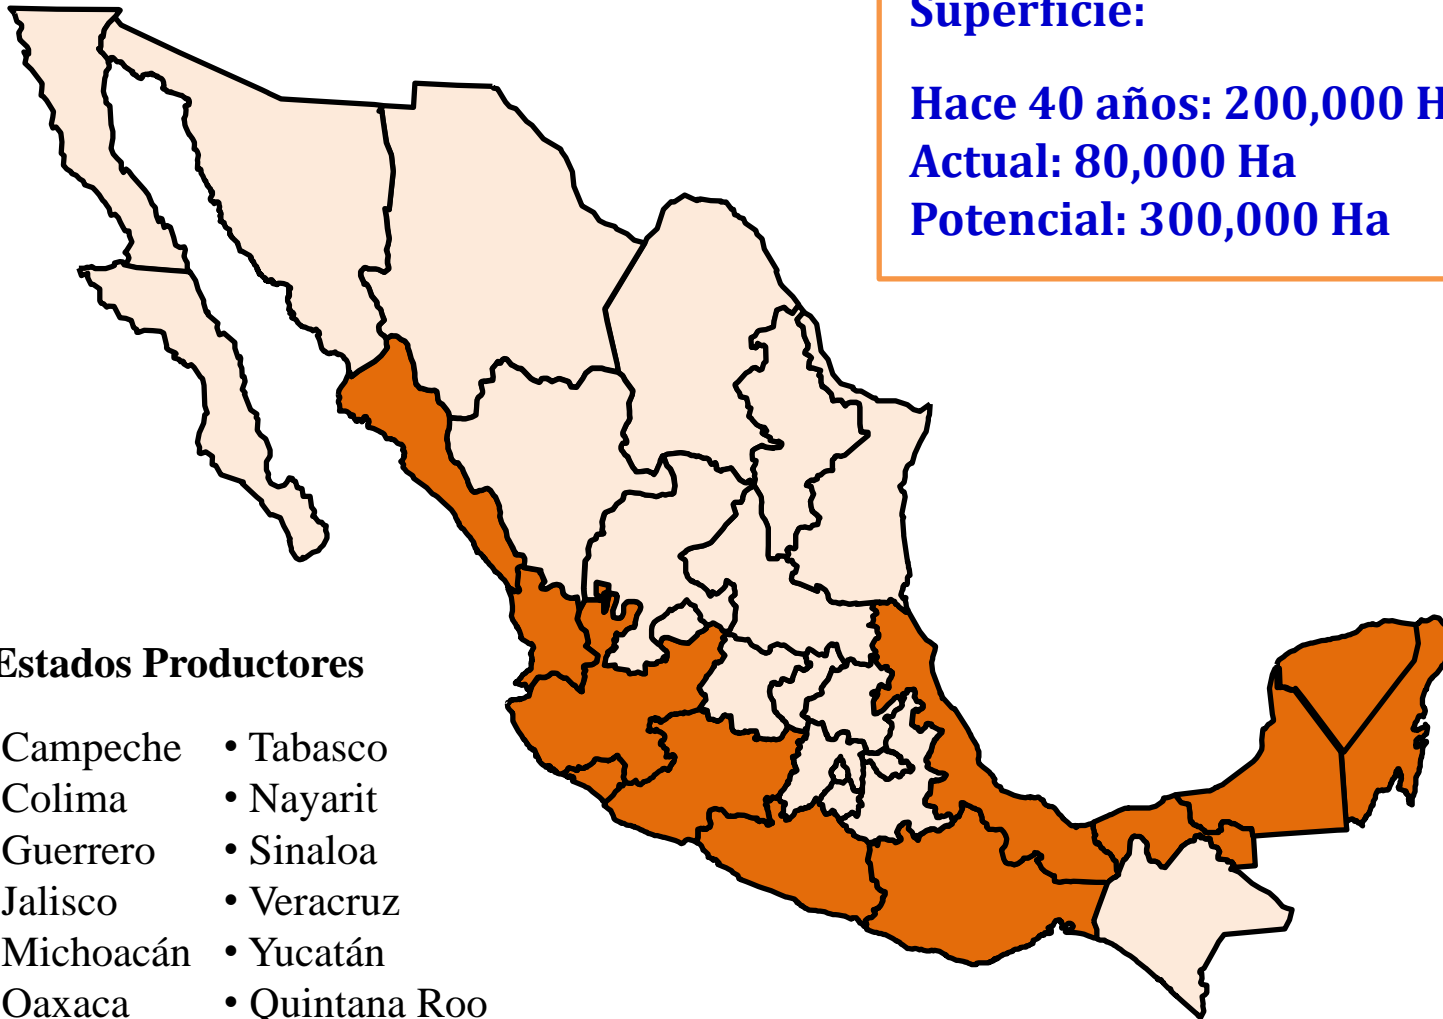 Superficie:
Hace 40 años: 200,000 H
Actual: 80,000 Ha
Potencial: 300,000 Ha
Estados Productores
Campeche • Tabasco
Colima • Nayarit
Guerrero • Sinaloa
Jalisco • Veracruz
Michoacán • Yucatán
Oaxaca • Quintana Roo